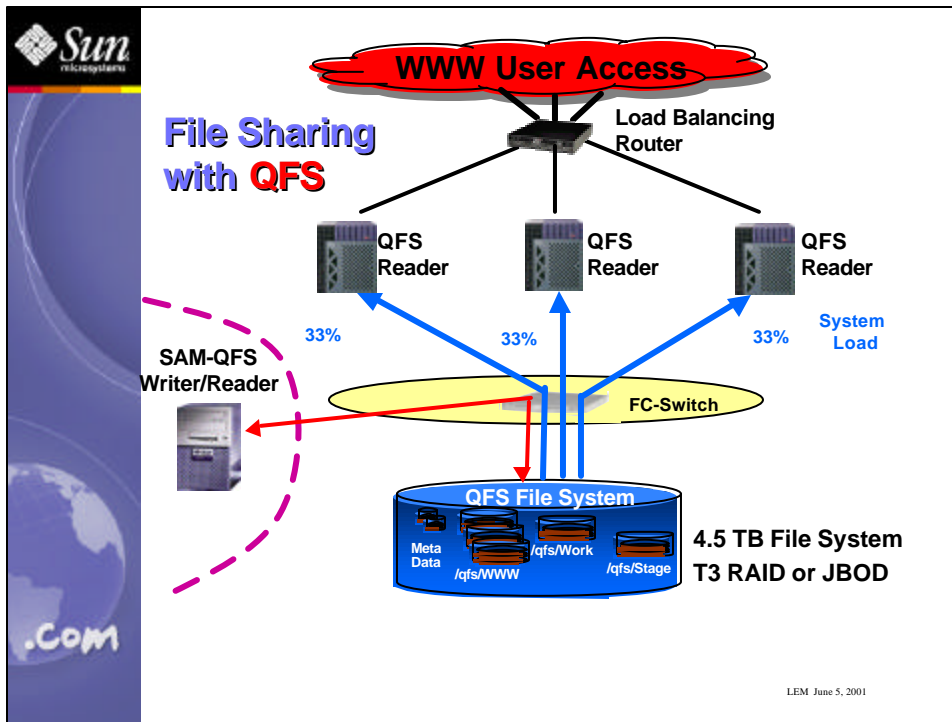 Sun
microsystems
WWW User Access
File Sharing
with QFS
Load Balancing
Router
QFS
Reader
QFS
Reader
QFS
Reader
33%
33%
33%
System
Load
SAM-QFS
Writer/Reader
FC-Switch
QFS File System
Meta
Data
/qfs/WWW
/qfs/Work
/qfs/Stage
4.5 TB File System
T3 RAID or JBOD
.com
LEM June 5, 2001